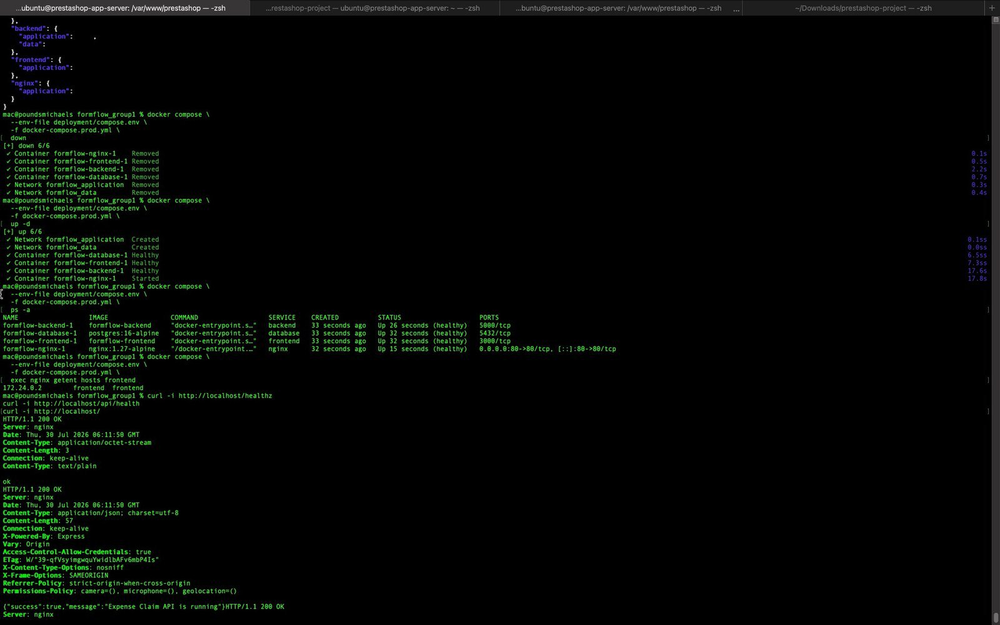 ...ubuntu@prestashop-app-server: /var/www/prestashop — -zsh
...restashop-project — ubuntu@prestashop-app-server: ~ — -zsh
...buntu@prestashop-app-server: /var/www/prestashop — -zsh ...
~/Downloads/prestashop-project — -zsh +
  },
  "backend": {
    "application":     ,
    "data":
  },
  "frontend": {
    "application":
  },
  "nginx": {
    "application":
  }
}
mac@poundsmichaels formflow_group1 % docker compose \
  --env-file deployment/compose.env \
  -f docker-compose.prod.yml \
[ down ]
[+] down 6/6
 ✔ Container formflow-nginx-1    Removed 0.1s
 ✔ Container formflow-frontend-1 Removed 0.5s
 ✔ Container formflow-backend-1  Removed 2.2s
 ✔ Container formflow-database-1 Removed 0.7s
 ✔ Network formflow_application  Removed 0.3s
 ✔ Network formflow_data         Removed 0.4s
mac@poundsmichaels formflow_group1 % docker compose \
  --env-file deployment/compose.env \
  -f docker-compose.prod.yml \
[ up -d ]
[+] up 6/6
 ✔ Network formflow_application  Created 0.1ss
 ✔ Network formflow_data         Created 0.0ss
 ✔ Container formflow-database-1 Healthy 6.5ss
 ✔ Container formflow-frontend-1 Healthy 7.3ss
 ✔ Container formflow-backend-1  Healthy 17.6s
 ✔ Container formflow-nginx-1    Started 17.8s
mac@poundsmichaels formflow_group1 % docker compose \
  --env-file deployment/compose.env \
  -f docker-compose.prod.yml \
[ ps -a ]
NAME                  IMAGE                COMMAND                  SERVICE    CREATED          STATUS                    PORTS
formflow-backend-1    formflow-backend     "docker-entrypoint.s…"   backend    33 seconds ago   Up 26 seconds (healthy)   5000/tcp
formflow-database-1   postgres:16-alpine   "docker-entrypoint.s…"   database   33 seconds ago   Up 32 seconds (healthy)   5432/tcp
formflow-frontend-1   formflow-frontend    "docker-entrypoint.s…"   frontend   33 seconds ago   Up 32 seconds (healthy)   3000/tcp
formflow-nginx-1      nginx:1.27-alpine    "/docker-entrypoint.…"   nginx      32 seconds ago   Up 15 seconds (healthy)   0.0.0.0:80->80/tcp, [::]:80->80/tcp
mac@poundsmichaels formflow_group1 % docker compose \
  --env-file deployment/compose.env \
  -f docker-compose.prod.yml \
[ exec nginx getent hosts frontend ]
172.24.0.2        frontend  frontend
mac@poundsmichaels formflow_group1 % curl -i http://localhost/healthz
curl -i http://localhost/api/health
[curl -i http://localhost/ ]
HTTP/1.1 200 OK
Server: nginx
Date: Thu, 30 Jul 2026 06:11:50 GMT
Content-Type: application/octet-stream
Content-Length: 3
Connection: keep-alive
Content-Type: text/plain

ok
HTTP/1.1 200 OK
Server: nginx
Date: Thu, 30 Jul 2026 06:11:50 GMT
Content-Type: application/json; charset=utf-8
Content-Length: 57
Connection: keep-alive
X-Powered-By: Express
Vary: Origin
Access-Control-Allow-Credentials: true
ETag: W/"39-qfVsyimgwquYwidlbAFv6mbP4Is"
X-Content-Type-Options: nosniff
X-Frame-Options: SAMEORIGIN
Referrer-Policy: strict-origin-when-cross-origin
Permissions-Policy: camera=(), microphone=(), geolocation=()

{"success":true,"message":"Expense Claim API is running"}HTTP/1.1 200 OK
Server: nginx